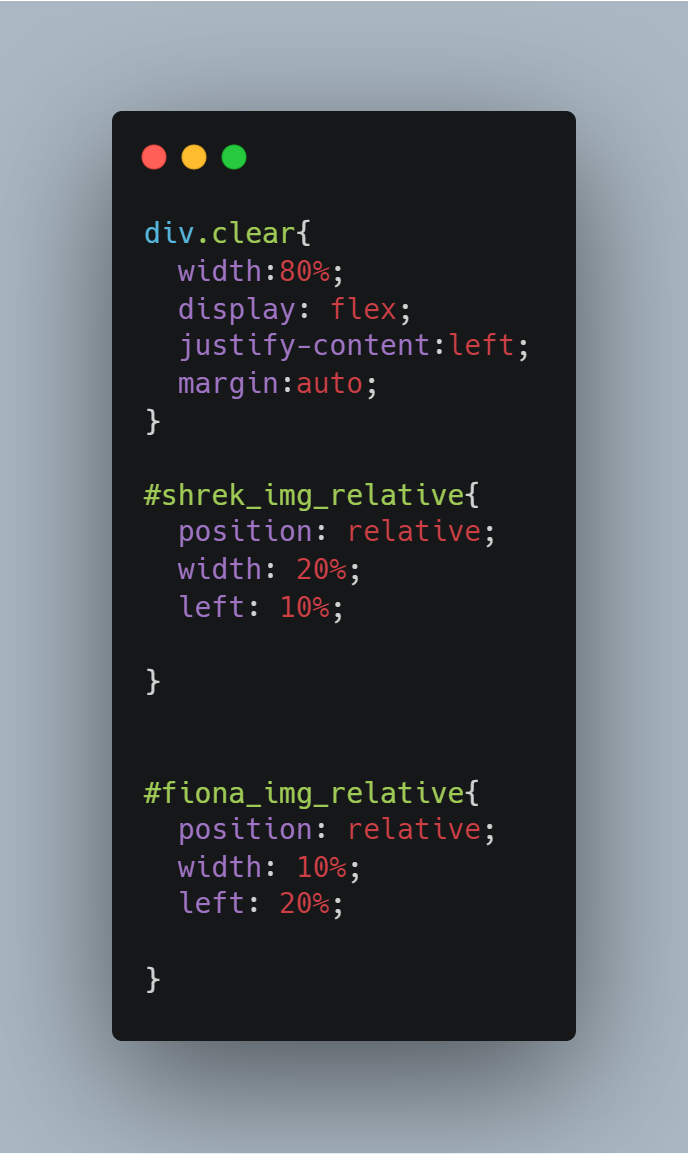 div.clear{
  width:80%;
  display: flex;
  justify-content:left;
  margin:auto;
}
#shrek_img_relative{
  position: relative;
  width: 20%;
  left: 10%;
}
#fiona_img_relative{
  position: relative;
  width: 10%;
  left: 20%;
}